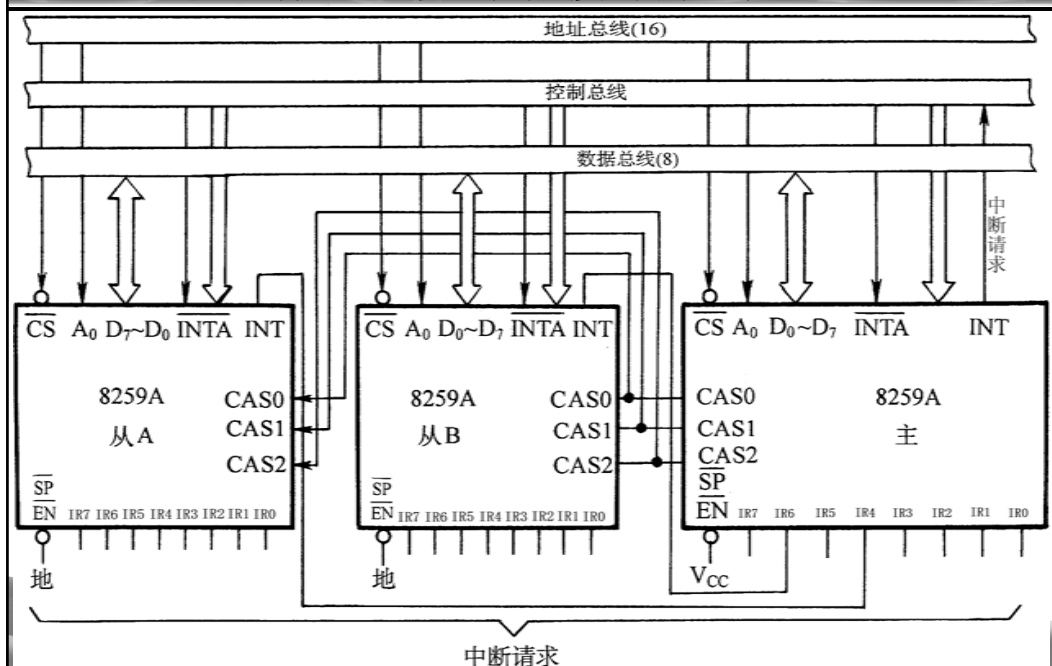 地址总线(16)
控制总线
数据总线(8)
中断请求
CS A0 D7~D0 INTA INT
8259A
从A
CAS0
CAS1
CAS2
SP
EN
IR7 IR6 IR5 IR4 IR3 IR2 IR1 IR0
地
CS A0 D0~D7 INTA INT
8259A
从B
CAS0
CAS1
CAS2
SP
EN
IR7 IR6 IR5 IR4 IR3 IR2 IR1 IR0
地
CS A0 D0~D7 INTA INT
CAS0
CAS1
CAS2
8259A
主
SP
EN
IR7 IR6 IR5 IR4 IR3 IR2 IR1 IR0
VCC
中断请求